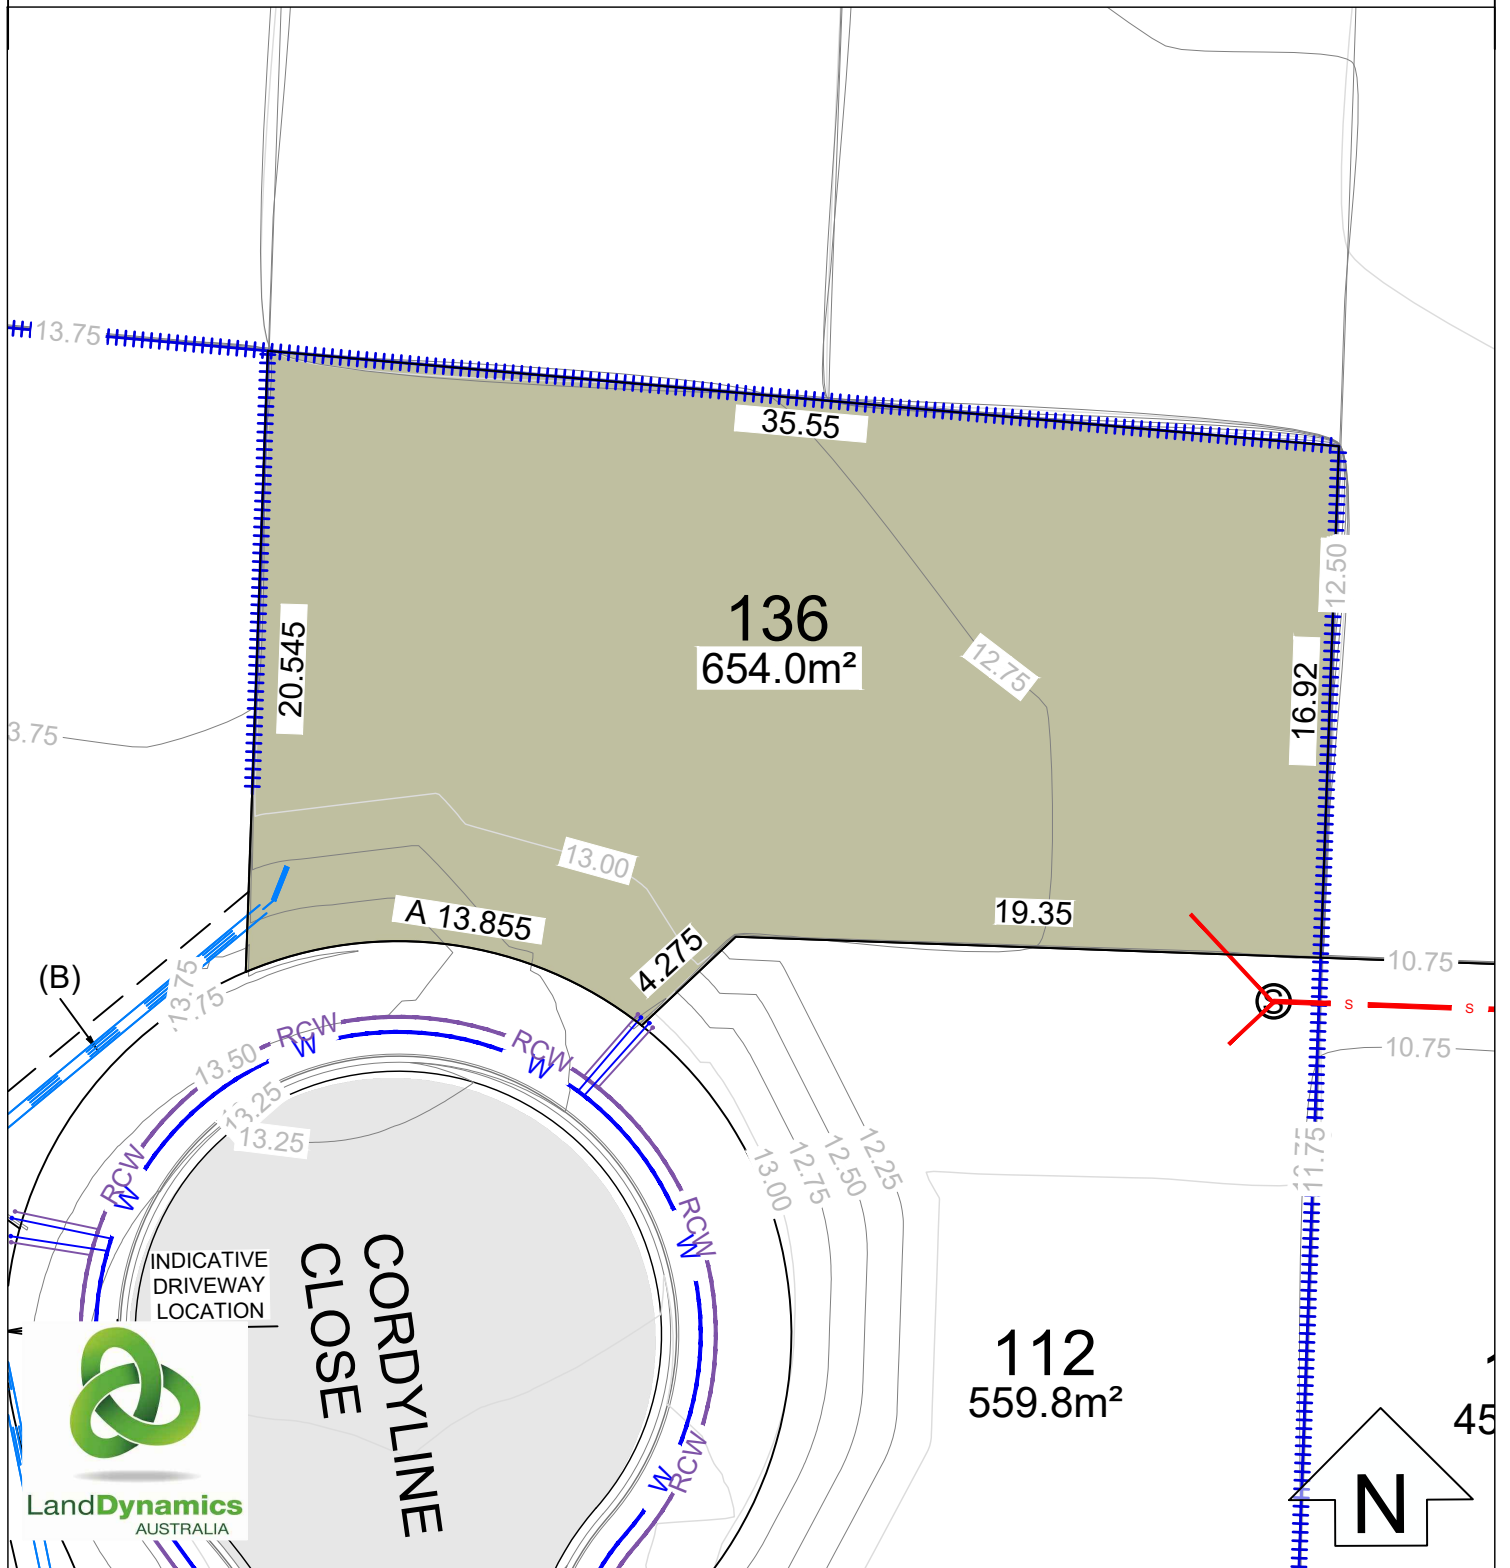 13.75
35.55
12.50
136
654.0m²
12.75
20.545
16.92
3.75
13.00
A 13.855
19.35
4.275
(B)
13.75
.75
10.75
S
S
S
10.75
RCW
W
RCW
W
13.50
13.25
13.25
RCW
W
11.75
13.00
12.75
12.50
12.25
RCW
W
INDICATIVE
DRIVEWAY
LOCATION
CORDYLINE
CLOSE
112
559.8m²
45
RCW
W
N
LandDynamics
AUSTRALIA